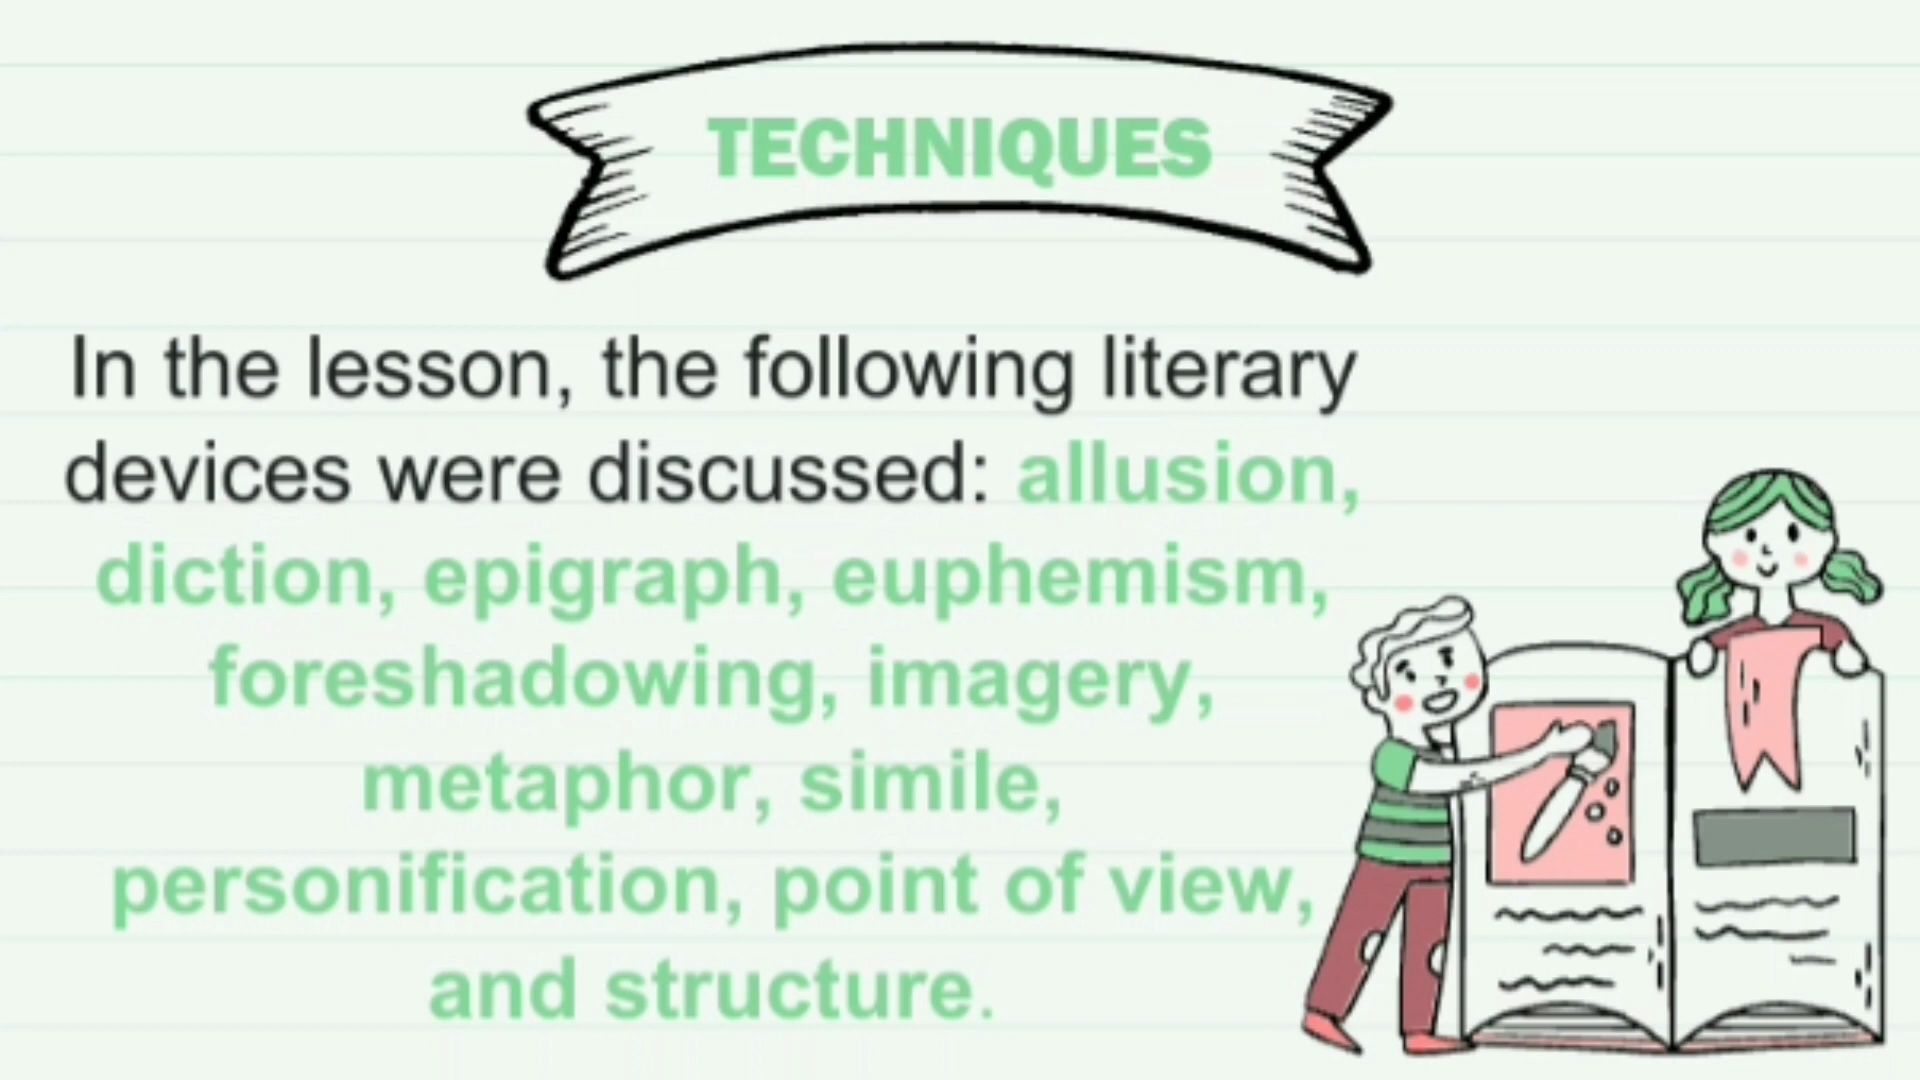 TECHNIQUES
In the lesson, the following literary
devices were discussed: allusion,
diction, epigraph, euphemism,
foreshadowing, imagery,
metaphor, simile,
personification, point of view,
and structure.